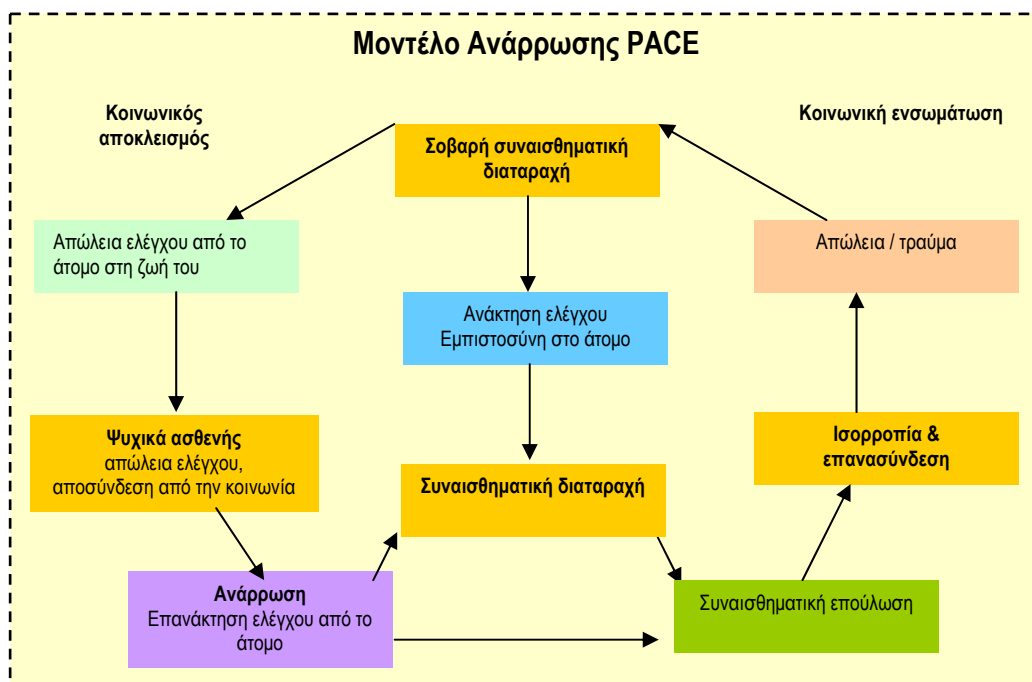 Μοντέλο Ανάρρωσης PACE
Κοινωνικός
αποκλεισμός
Κοινωνική ενσωμάτωση
Σοβαρή συναισθηματική
διαταραχή
Απώλεια ελέγχου από το
άτομο στη ζωή του
Απώλεια / τραύμα
Ανάκτηση ελέγχου
Εμπιστοσύνη στο άτομο
Ψυχικά ασθενής
απώλεια ελέγχου,
αποσύνδεση από την κοινωνία
Συναισθηματική διαταραχή
Ισορροπία &
επανασύνδεση
Ανάρρωση
Επανάκτηση ελέγχου από το
άτομο
Συναισθηματική επούλωση